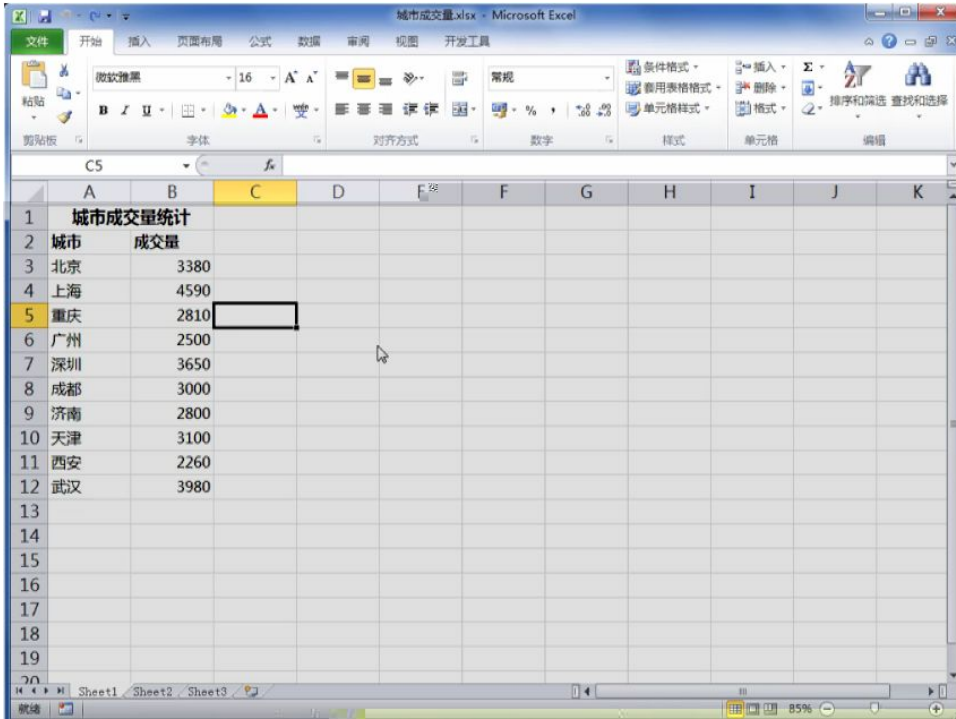 城市成交量.xlsx - Microsoft Excel
文件 开始 插入 页面布局 公式 数据 审阅 视图 开发工具
粘贴
微软雅黑 16 A A
B I U A 变
常规
% ,
条件格式
套用表格格式
单元格样式
插入
删除
格式
Σ
排序和筛选 查找和选择
剪贴板 字体 对齐方式 数字 样式 单元格 编辑
C5 fx
A B C D E F G H I J K
1 城市成交量统计
2 城市 成交量
3 北京 3380
4 上海 4590
5 重庆 2810
6 广州 2500
7 深圳 3650
8 成都 3000
9 济南 2800
10 天津 3100
11 西安 2260
12 武汉 3980
13
14
15
16
17
18
19
20
Sheet1 Sheet2 Sheet3
就绪 85%